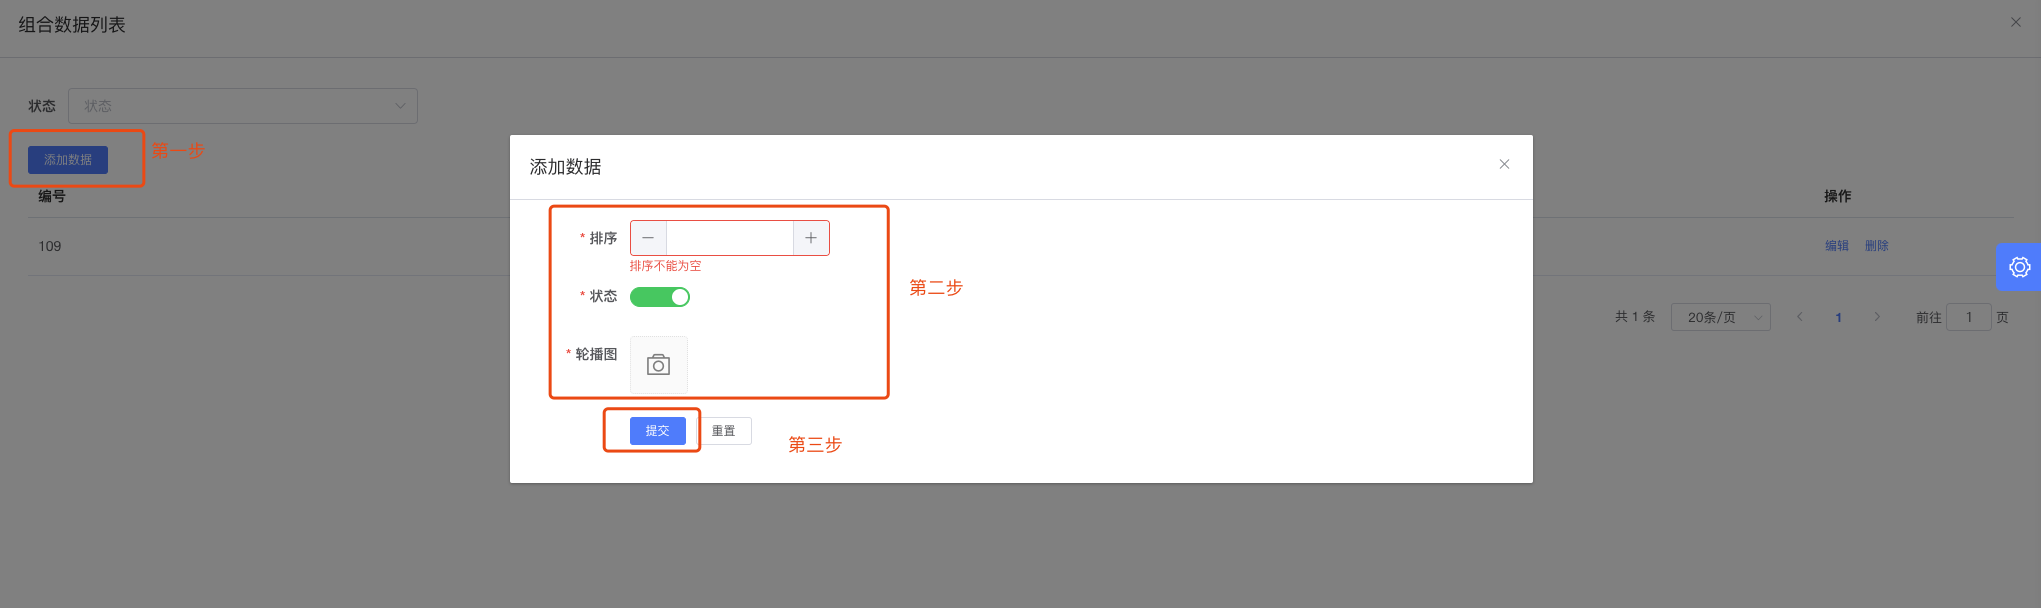 组合数据列表
状态 状态
添加数据 第一步
编号 操作
109 编辑 删除
共 1 条 20条/页 1 前往 1 页
添加数据
* 排序
排序不能为空
* 状态
第二步
* 轮播图
提交 重置
第三步